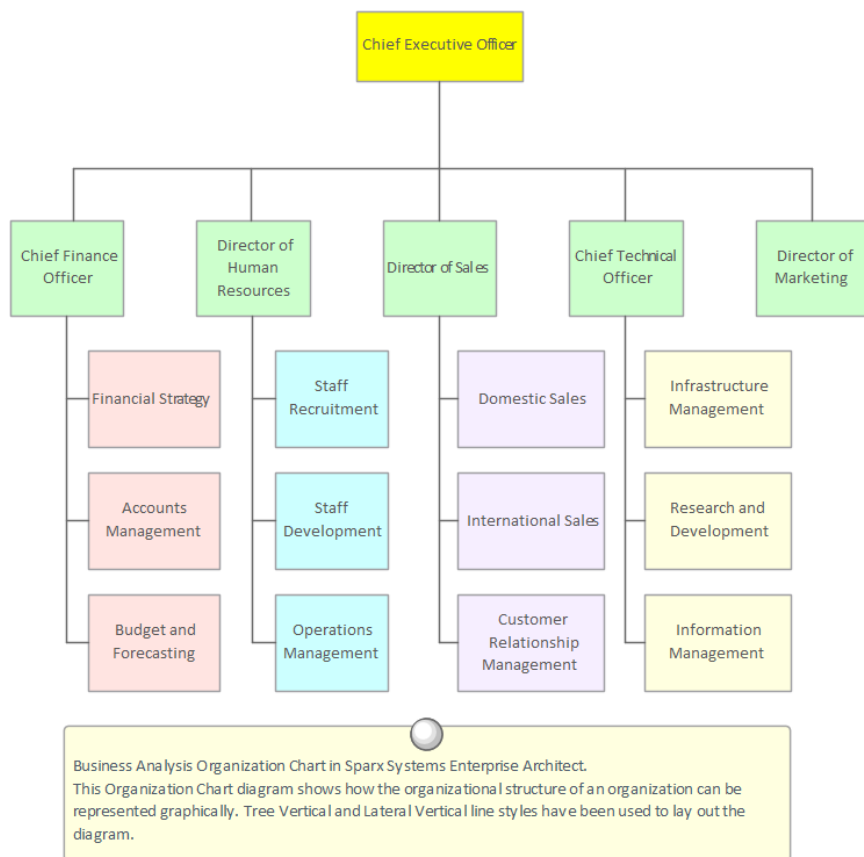 Chief Executive Officer
Chief Finance
Officer
Director of
Human
Resources
Director of Sales
Chief Technical
Officer
Director of
Marketing
Financial Strategy
Staff
Recruitment
Domestic Sales
Infrastructure
Management
Accounts
Management
Staff
Development
International Sales
Research and
Development
Budget and
Forecasting
Operations
Management
Customer
Relationship
Management
Information
Management
Business Analysis Organization Chart in Sparx Systems Enterprise Architect.
This Organization Chart diagram shows how the organizational structure of an organization can be
represented graphically. Tree Vertical and Lateral Vertical line styles have been used to lay out the
diagram.